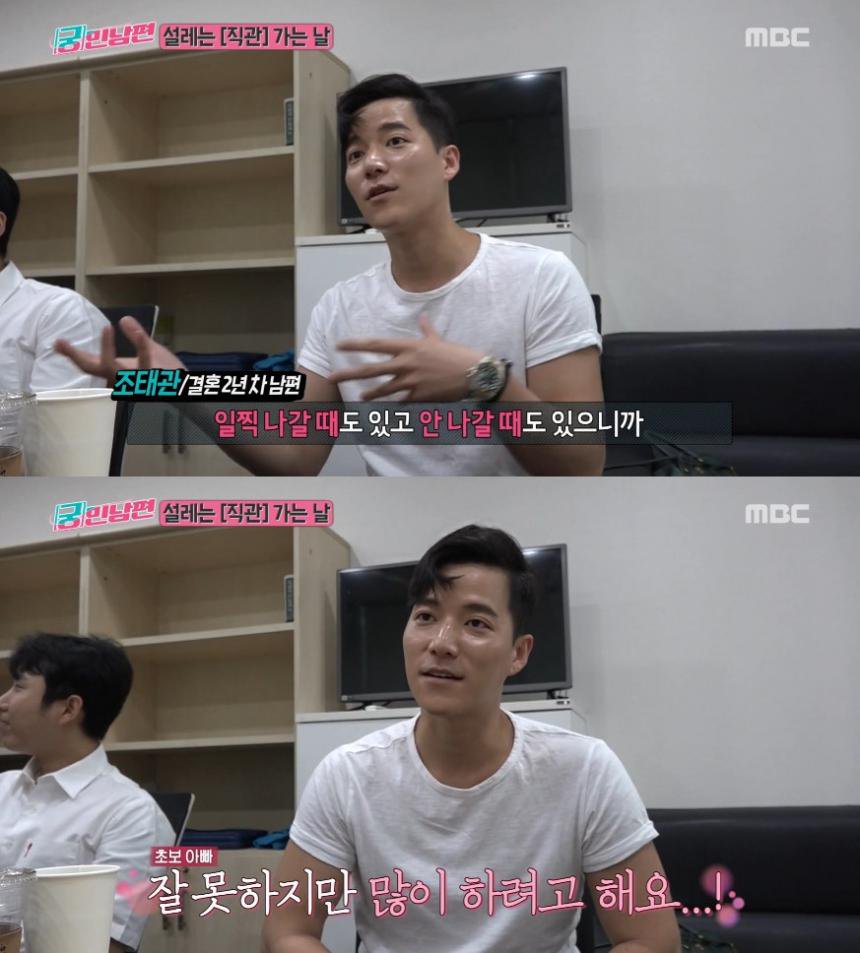 궁민남편 설레는 [직관] 가는 날
MBC
조태관/결혼 2년 차 남편
일찍 나갈 때도 있고 안 나갈 때도 있으니까
궁민남편 설레는 [직관] 가는 날
MBC
초보 아빠
잘 못하지만 많이 하려고 해요...!